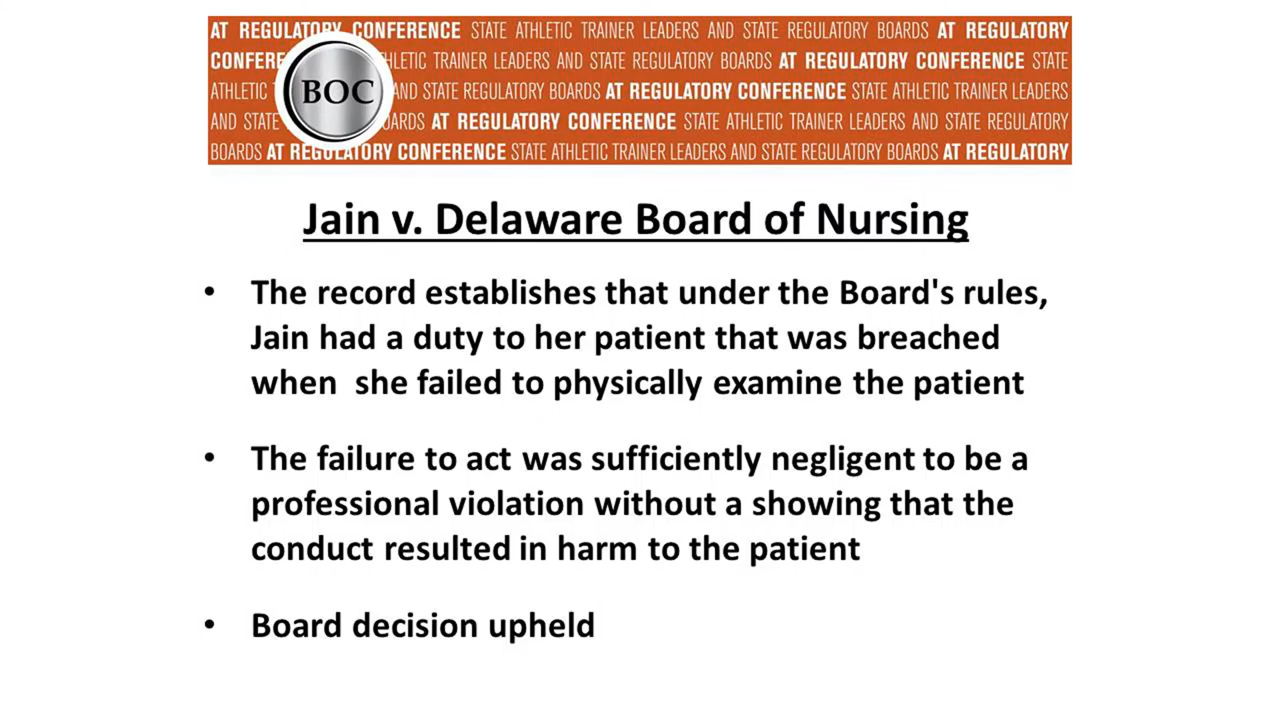 AT REGULATORY CONFERENCE STATE ATHLETIC TRAINER LEADERS AND STATE REGULATORY BOARDS AT REGULATORY
ATHLETIC TRAINER LEADERS AND STATE REGULATORY BOARDS AT REGULATORY CONFERENCE STATE
ATHLETIC AND STATE REGULATORY BOARDS AT REGULATORY CONFERENCE STATE ATHLETIC TRAINER LEADERS
BOC
AND STATE BOARDS AT REGULATORY CONFERENCE STATE ATHLETIC TRAINER LEADERS AND STATE REGULATORY
BOARDS AT REGULATORY CONFERENCE STATE ATHLETIC TRAINER LEADERS AND STATE REGULATORY BOARDS AT REGULATORY
Jain v. Delaware Board of Nursing
• The record establishes that under the Board's rules,
Jain had a duty to her patient that was breached
when she failed to physically examine the patient
• The failure to act was sufficiently negligent to be a
professional violation without a showing that the
conduct resulted in harm to the patient
• Board decision upheld